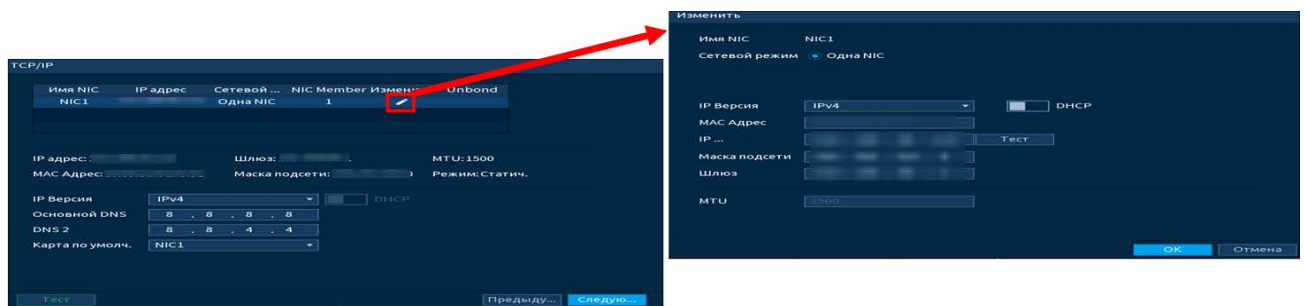 TCP/IP
Имя NIC IP адрес Сетевой ... NIC Member Измени... Unbond
NIC1 Одна NIC 1
IP адрес: Шлюз: MTU:1500
MAC Адрес: Маска подсети: Режим:Статич.
IP Версия IPv4 DHCP
Основной DNS 8 . 8 . 8 . 8
DNS 2 8 . 8 . 4 . 4
Карта по умолч. NIC1
Тест Предыду... Следую...
Изменить
Имя NIC NIC1
Сетевой режим Одна NIC
IP Версия IPv4 DHCP
MAC Адрес
IP ... Тест
Маска подсети
Шлюз
MTU 1500
OK Отмена